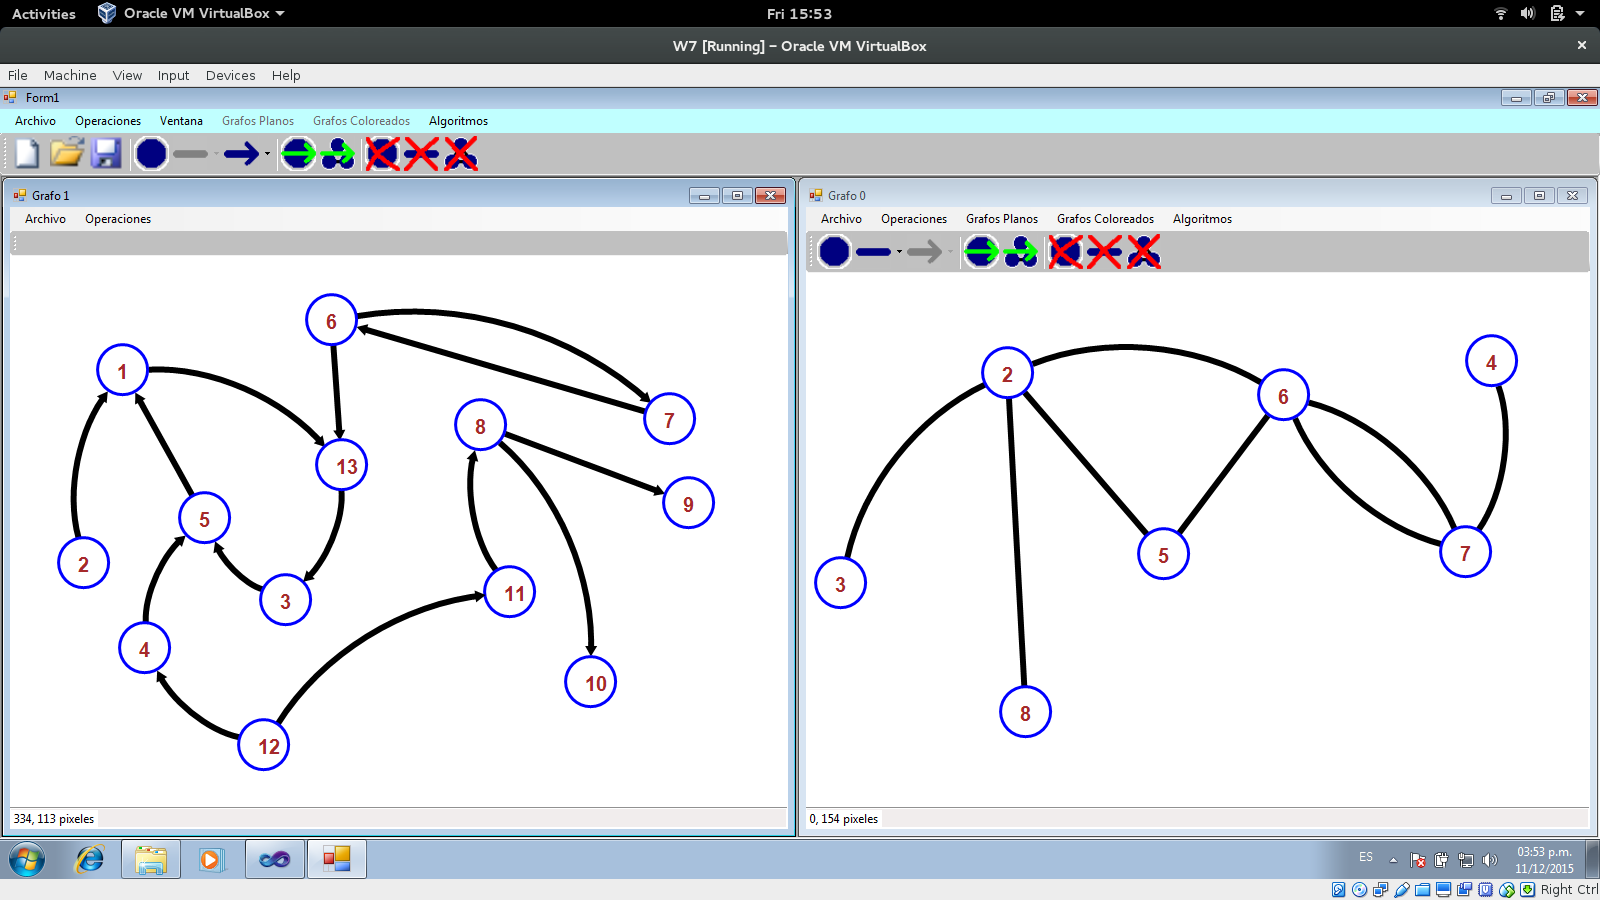 Activities Oracle VM VirtualBox Fri 15:53
W7 [Running] - Oracle VM VirtualBox
File Machine View Input Devices Help
Form1
Archivo Operaciones Ventana Grafos Planos Grafos Coloreados Algoritmos
Grafo 1
Archivo Operaciones
6
1
7
8
13
9
5
2
11
3
4
10
12
334, 113 pixeles
Grafo 0
Archivo Operaciones Grafos Planos Grafos Coloreados Algoritmos
4
2
6
5
7
3
8
0, 154 pixeles
ES
03:53 p.m.
11/12/2015
Right Ctrl